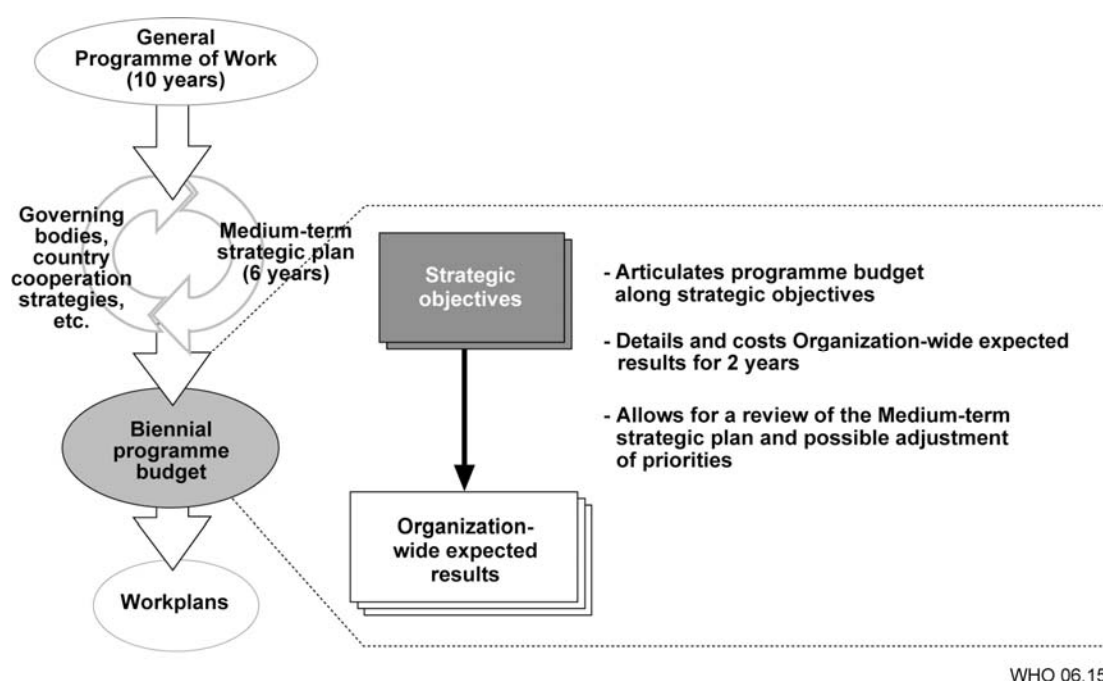 General
Programme of Work
(10 years)
Governing
bodies,
country
cooperation
strategies,
etc.
Medium-term
strategic plan
(6 years)
Biennial
programme
budget
Workplans
Strategic
objectives
Organization-
wide expected
results
- Articulates programme budget
along strategic objectives
- Details and costs Organization-wide expected
results for 2 years
- Allows for a review of the Medium-term
strategic plan and possible adjustment
of priorities
WHO 06.15